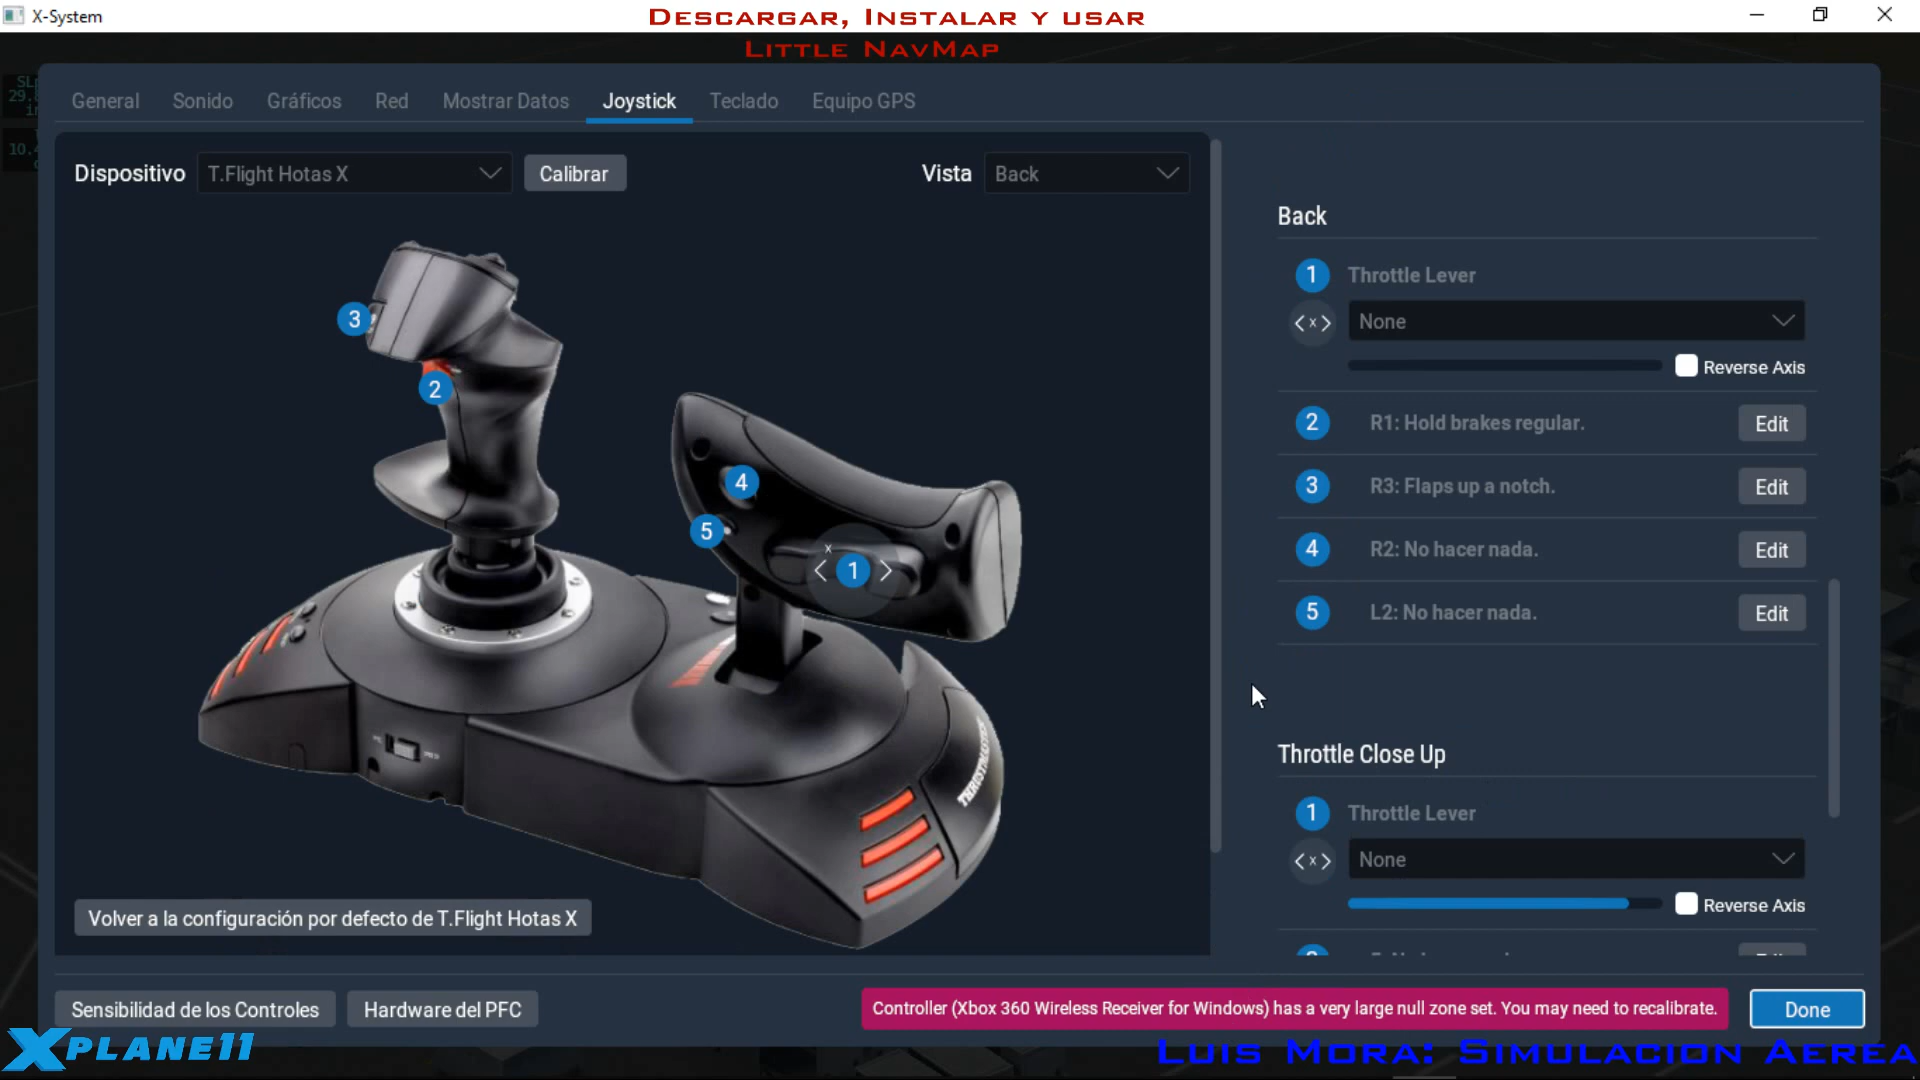 X-System
Descargar, Instalar y usar
Little NavMap
General Sonido Gráficos Red Mostrar Datos Joystick Teclado Equipo GPS
Dispositivo T.Flight Hotas X Calibrar Vista Back
Back
1 Throttle Lever
< x > None
Reverse Axis
2 R1: Hold brakes regular. Edit
3 R3: Flaps up a notch. Edit
4 R2: No hacer nada. Edit
5 L2: No hacer nada. Edit
Throttle Close Up
1 Throttle Lever
< x > None
Reverse Axis
3
2
4
5
x
< 1 >
THRUSTMASTER
Volver a la configuración por defecto de T.Flight Hotas X
Sensibilidad de los Controles Hardware del PFC Controller (Xbox 360 Wireless Receiver for Windows) has a very large null zone set. You may need to recalibrate. Done
XPLANE11
Luis Mora: Simulacion Aerea